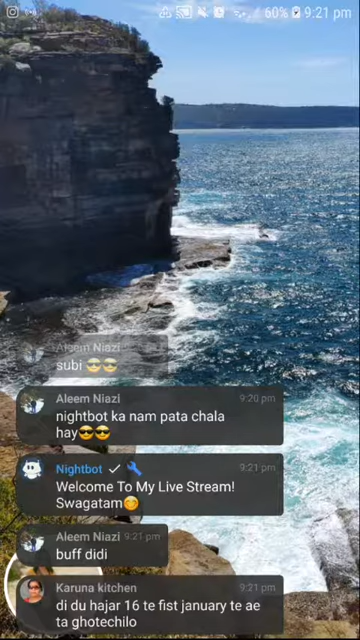 60% 9:21 pm
Aleem Niazi
subi 😎😎
Aleem Niazi 9:20 pm
nightbot ka nam pata chala
hay😎😎
Nightbot 9:21 pm
Welcome To My Live Stream!
Swagatam😊
Aleem Niazi 9:21 pm
buff didi
Karuna kitchen 9:21 pm
di du hajar 16 te fist january te ae
ta ghotechilo